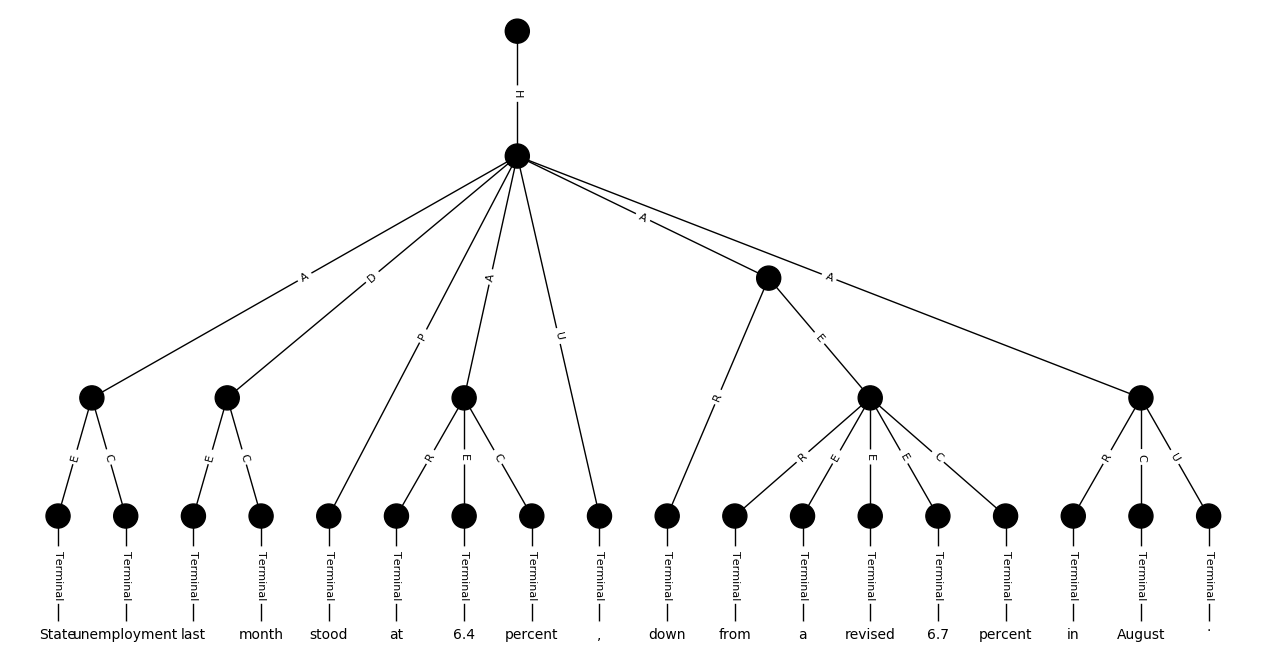 H
A D P A U A A
E C E C R E C R E R C U
R E E E C
Terminal Terminal Terminal Terminal Terminal Terminal Terminal Terminal Terminal Terminal Terminal Terminal Terminal Terminal Terminal Terminal Terminal Terminal
State unemployment last month stood at 6.4 percent , down from a revised 6.7 percent in August .